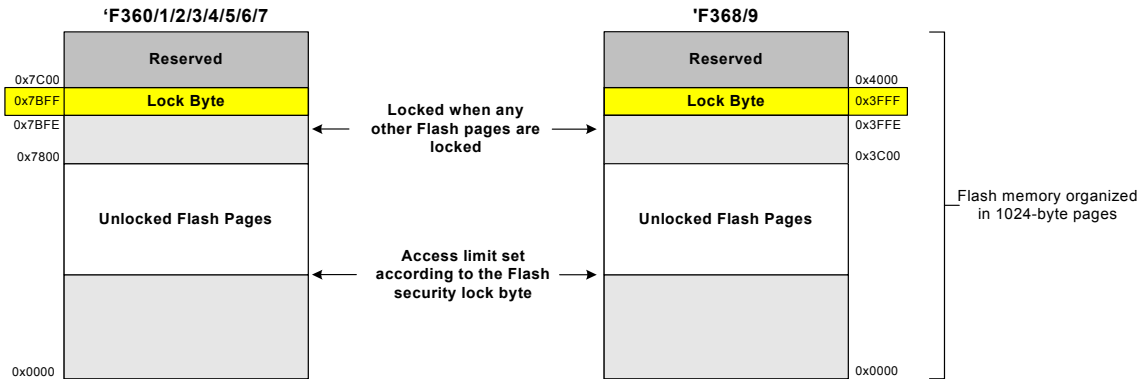 ‘F360/1/2/3/4/5/6/7
'F368/9
Reserved
Reserved
0x7C00
0x4000
0x7BFF
Lock Byte
Lock Byte
0x3FFF
0x7BFE
0x3FFE
Locked when any
other Flash pages are
locked
0x7800
0x3C00
Unlocked Flash Pages
Unlocked Flash Pages
Flash memory organized
in 1024-byte pages
Access limit set
according to the Flash
security lock byte
0x0000
0x0000